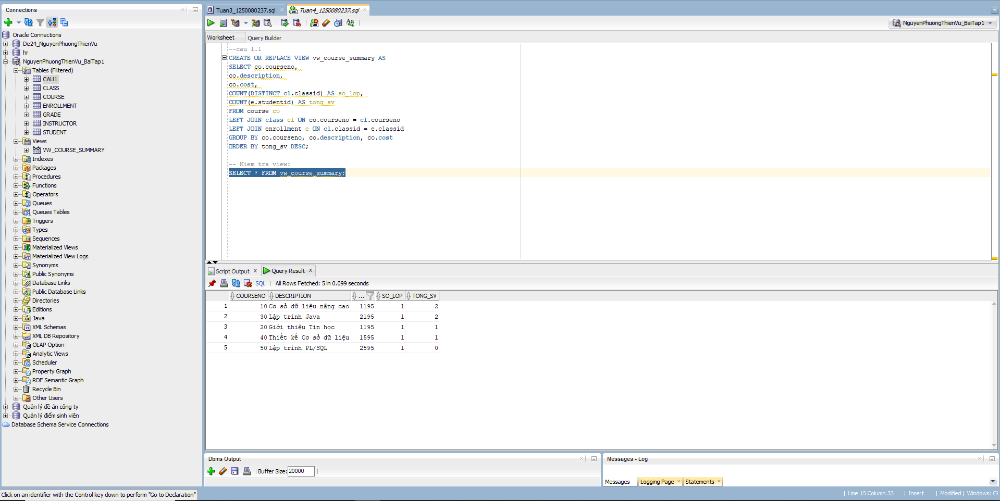 Connections
Oracle Connections
De24_NguyenPhuongThienVu
hr
NguyenPhuongThienVu_BaiTap1
Tables (Filtered)
CAU1
CLASS
COURSE
ENROLLMENT
GRADE
INSTRUCTOR
STUDENT
Views
VW_COURSE_SUMMARY
Indexes
Packages
Procedures
Functions
Operators
Queues
Queues Tables
Triggers
Types
Sequences
Materialized Views
Materialized View Logs
Synonyms
Public Synonyms
Database Links
Public Database Links
Directories
Editions
Java
XML Schemas
XML DB Repository
OLAP Option
Analytic Views
Scheduler
Property Graph
RDF Semantic Graph
Recycle Bin
Other Users
Quản lý đề án công ty
Quản lý điểm sinh viên
Database Schema Service Connections
Tuan3_1250080237.sql
Tuan4_1250080237.sql
NguyenPhuongThienVu_BaiTap1
Worksheet Query Builder
--cau 1.1
CREATE OR REPLACE VIEW vw_course_summary AS
SELECT co.courseno,
co.description,
co.cost,
COUNT(DISTINCT cl.classid) AS so_lop,
COUNT(e.studentid) AS tong_sv
FROM course co
LEFT JOIN class cl ON co.courseno = cl.courseno
LEFT JOIN enrollment e ON cl.classid = e.classid
GROUP BY co.courseno, co.description, co.cost
ORDER BY tong_sv DESC;
-- Kiem tra view:
SELECT * FROM vw_course_summary;
Script Output x Query Result x
SQL | All Rows Fetched: 5 in 0.099 seconds
COURSENO DESCRIPTION ... SO_LOP TONG_SV
1 10 Cơ sở dữ liệu nâng cao 1195 1 2
2 30 Lập trình Java 2195 1 2
3 20 Giới thiệu Tin học 1195 1 1
4 40 Thiết kế Cơ sở dữ liệu 1595 1 1
5 50 Lập trình PL/SQL 2595 1 0
Dbms Output
Buffer Size: 20000
Messages - Log
Messages Logging Page Statements
Click on an identifier with the Control key down to perform "Go to Declaration"
| Line 15 Column 33 | Insert | Modified | Windows: CF